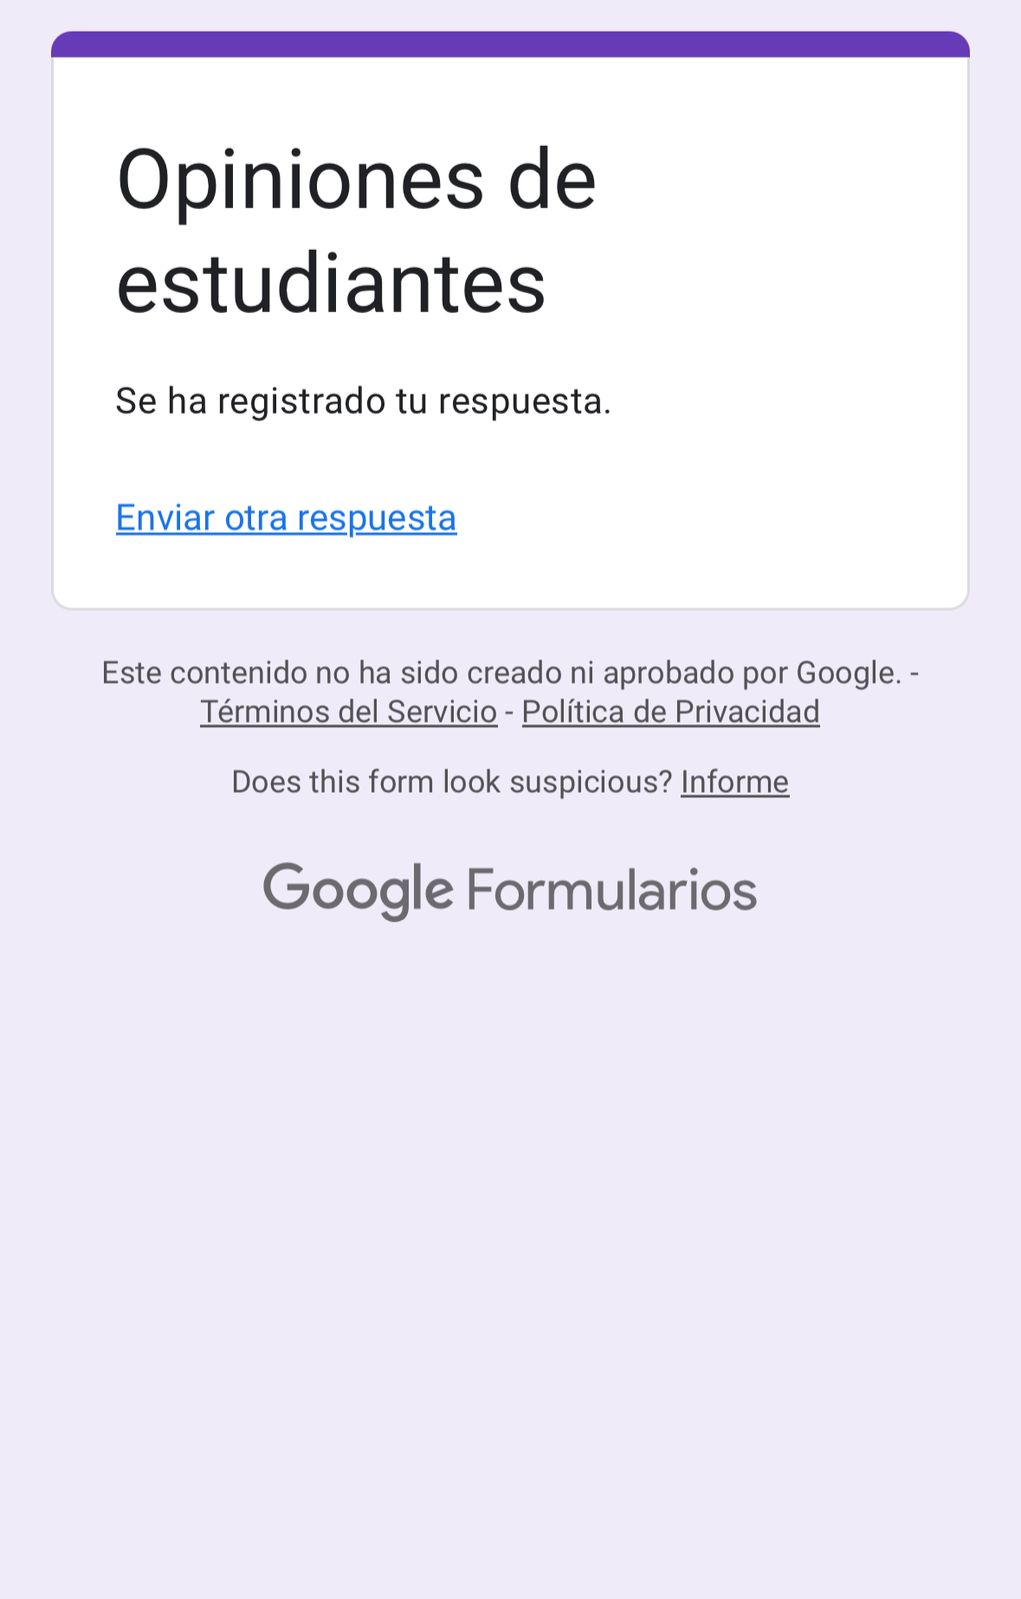 Opiniones de
estudiantes
Se ha registrado tu respuesta.
Enviar otra respuesta
Este contenido no ha sido creado ni aprobado por Google. -
Términos del Servicio - Política de Privacidad
Does this form look suspicious? Informe
Google Formularios